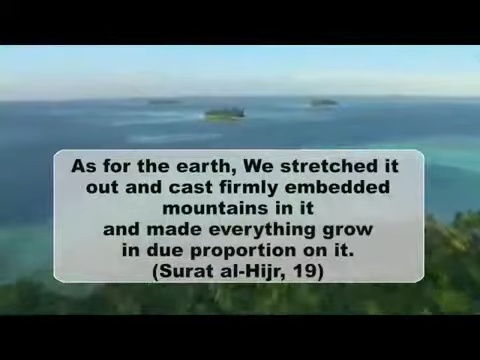 As for the earth, We stretched it
out and cast firmly embedded
mountains in it
and made everything grow
in due proportion on it.
(Surat al-Hijr, 19)